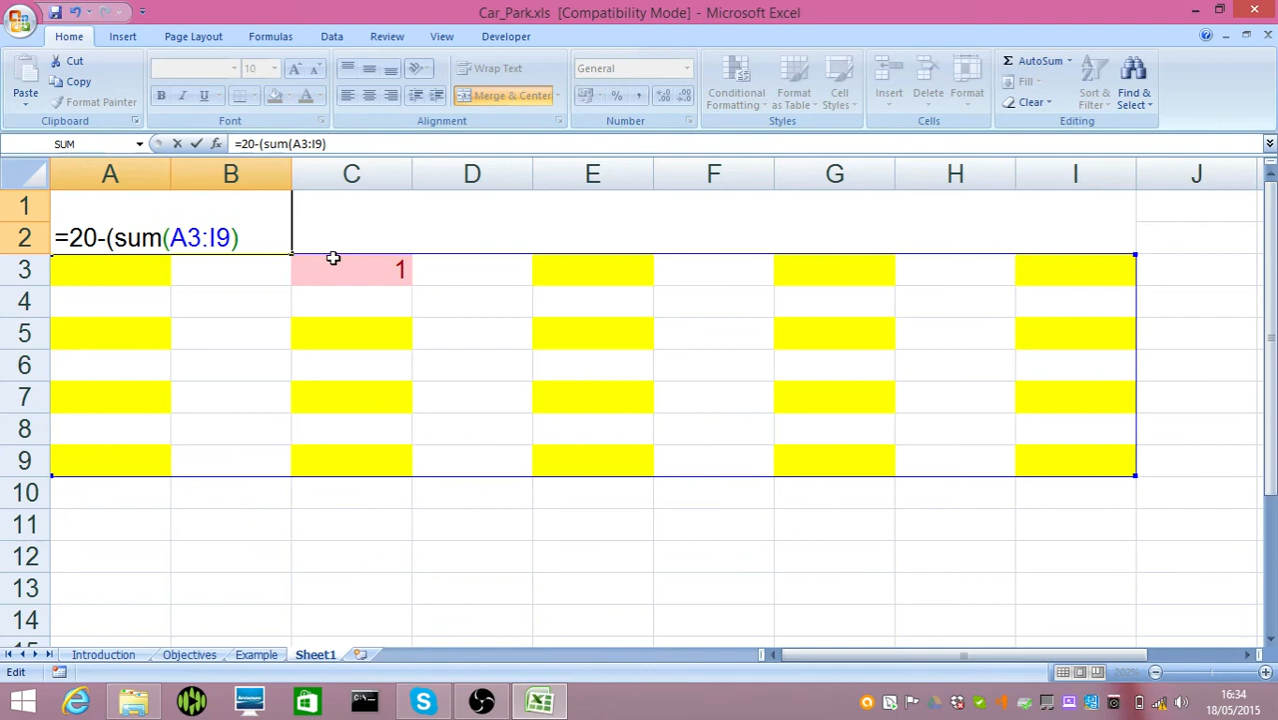 Car_Park.xls [Compatibility Mode] - Microsoft Excel
Home Insert Page Layout Formulas Data Review View Developer
Paste
Cut
Copy
Format Painter
Clipboard
10
A A
B I U
A
Font
Wrap Text
Merge & Center
Alignment
General
% ,
Number
Conditional Formatting
Format as Table
Cell Styles
Styles
Insert Delete Format
Cells
Σ AutoSum
Fill
Clear
Sort & Filter
Find & Select
Editing
SUM fx =20-(sum(A3:I9)
A B C D E F G H I J
1
2 =20-(sum(A3:I9)
3 1
4
5
6
7
8
9
10
11
12
13
14
Introduction Objectives Example Sheet1
Edit 202%
16:34
18/05/2015